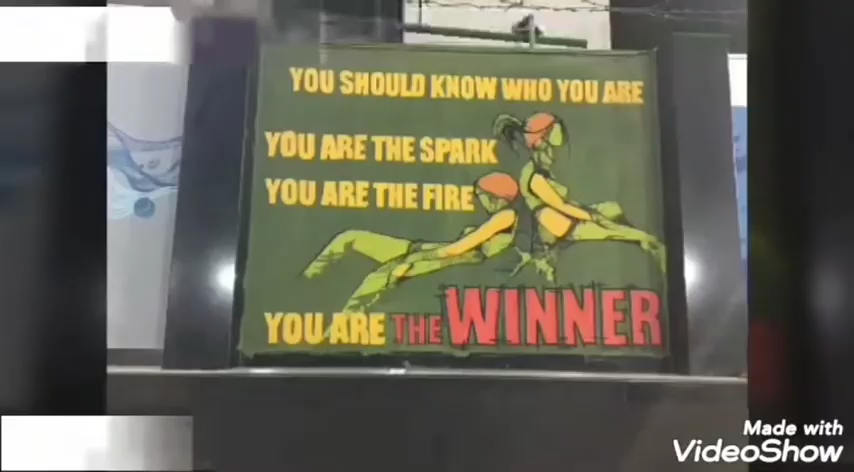 YOU SHOULD KNOW WHO YOU ARE
YOU ARE THE SPARK
YOU ARE THE FIRE
YOU ARE THE WINNER
Made with
VideoShow